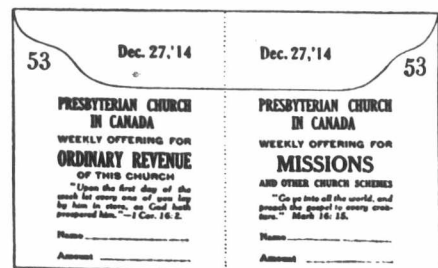 53
Dec. 27,'14
PRESBYTERIAN CHURCH
IN CANADA
WEEKLY OFFERING FOR
ORDINARY REVENUE
OF THIS CHURCH
"Upon the first day of the
week let every one of you lay
by him in store, as God hath
prospered him."—1 Cor. 16: 2.
Name
Amount
Dec. 27,'14
53
PRESBYTERIAN CHURCH
IN CANADA
WEEKLY OFFERING FOR
MISSIONS
AND OTHER CHURCH SCHEMES
"Go ye into all the world, and
preach the gospel to every crea-
ture." Mark 16: 15.
Name
Amount